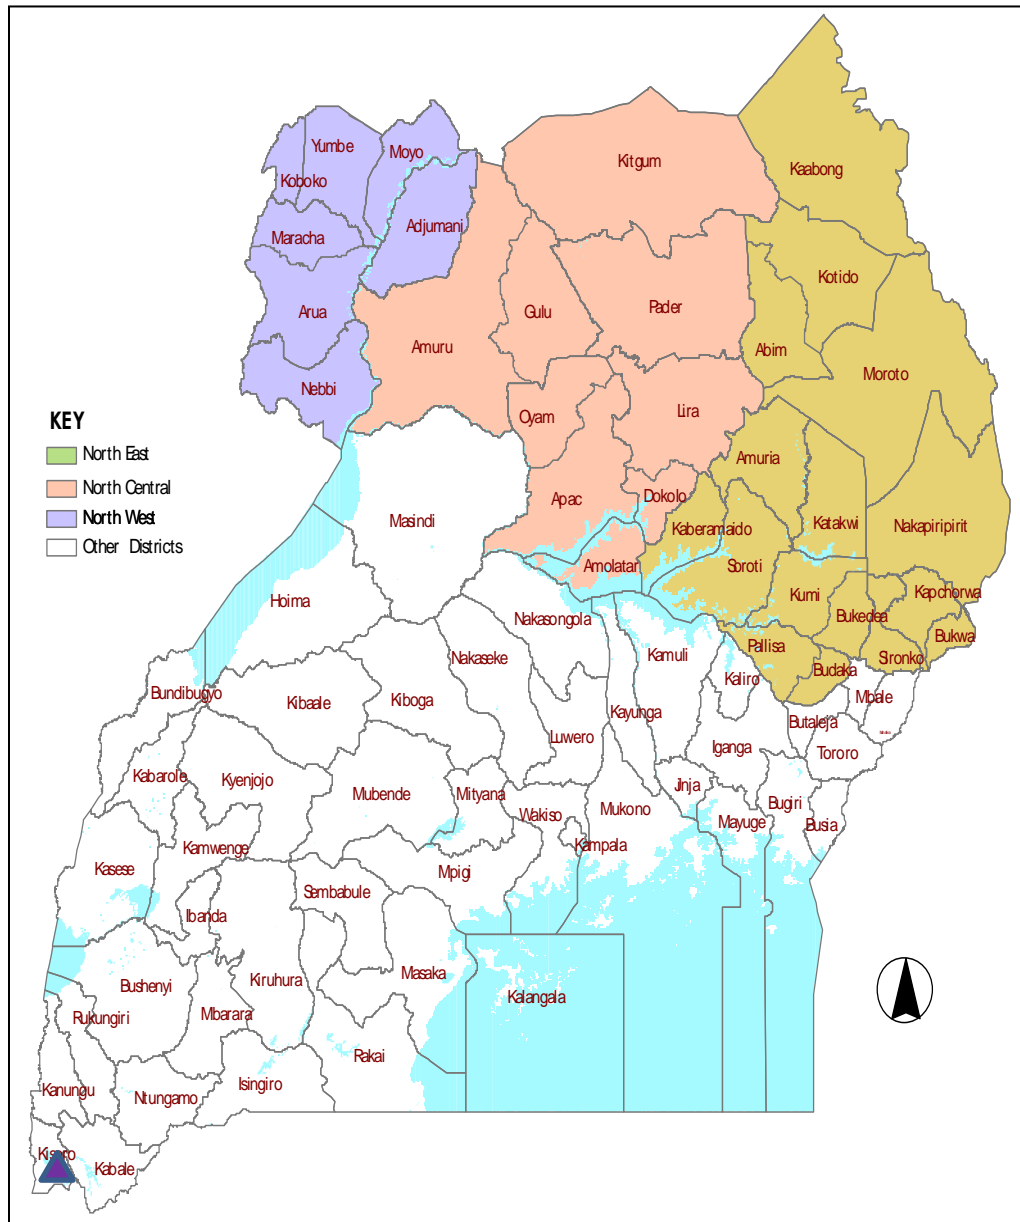 Yumbe
Moyo
Kitgum
Kaabong
Koboko
Adjumani
Maracha
Kotido
Arua
Gulu
Pader
Amuru
Abim
Moroto
Nebbi
Oyam
Lira
KEY
North East
North Central
North West
Other Districts
Amuria
Apac
Dokolo
Masindi
Kaberamaido
Katakwi
Nakapiripirit
Amolatar
Soroti
Kumi
Kapchorwa
Hoima
Nakasongola
Bukedea
Bukwa
Nakaseke
Kamuli
Pallisa
Sironko
Bundibugyo
Kaliro
Budaka
Mbale
Kibaale
Kiboga
Kayunga
Butaleja
Luwero
Iganga
Tororo
Kabarole
Kyenjojo
Mubende
Mityana
Jinja
Wakiso
Mukono
Bugiri
Mayuge
Busia
Kamwenge
Kampala
Kasese
Mpigi
Sembabule
Ibanda
Masaka
Bushenyi
Kiruhura
Kalangala
Rukungiri
Mbarara
Rakai
Isingiro
Kanungu
Ntungamo
Kisoro
Kabale